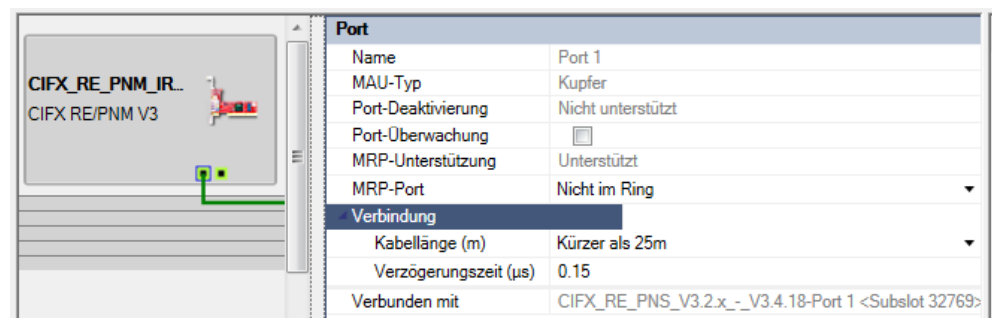 CIFX_RE_PNM_IR...
CIFX RE/PNM V3
Port
Name Port 1
MAU-Typ Kupfer
Port-Deaktivierung Nicht unterstützt
Port-Überwachung
MRP-Unterstützung Unterstützt
MRP-Port Nicht im Ring
Verbindung
Kabellänge (m) Kürzer als 25m
Verzögerungszeit (µs) 0.15
Verbunden mit CIFX_RE_PNS_V3.2.x_-_V3.4.18-Port 1 <Subslot 32769>